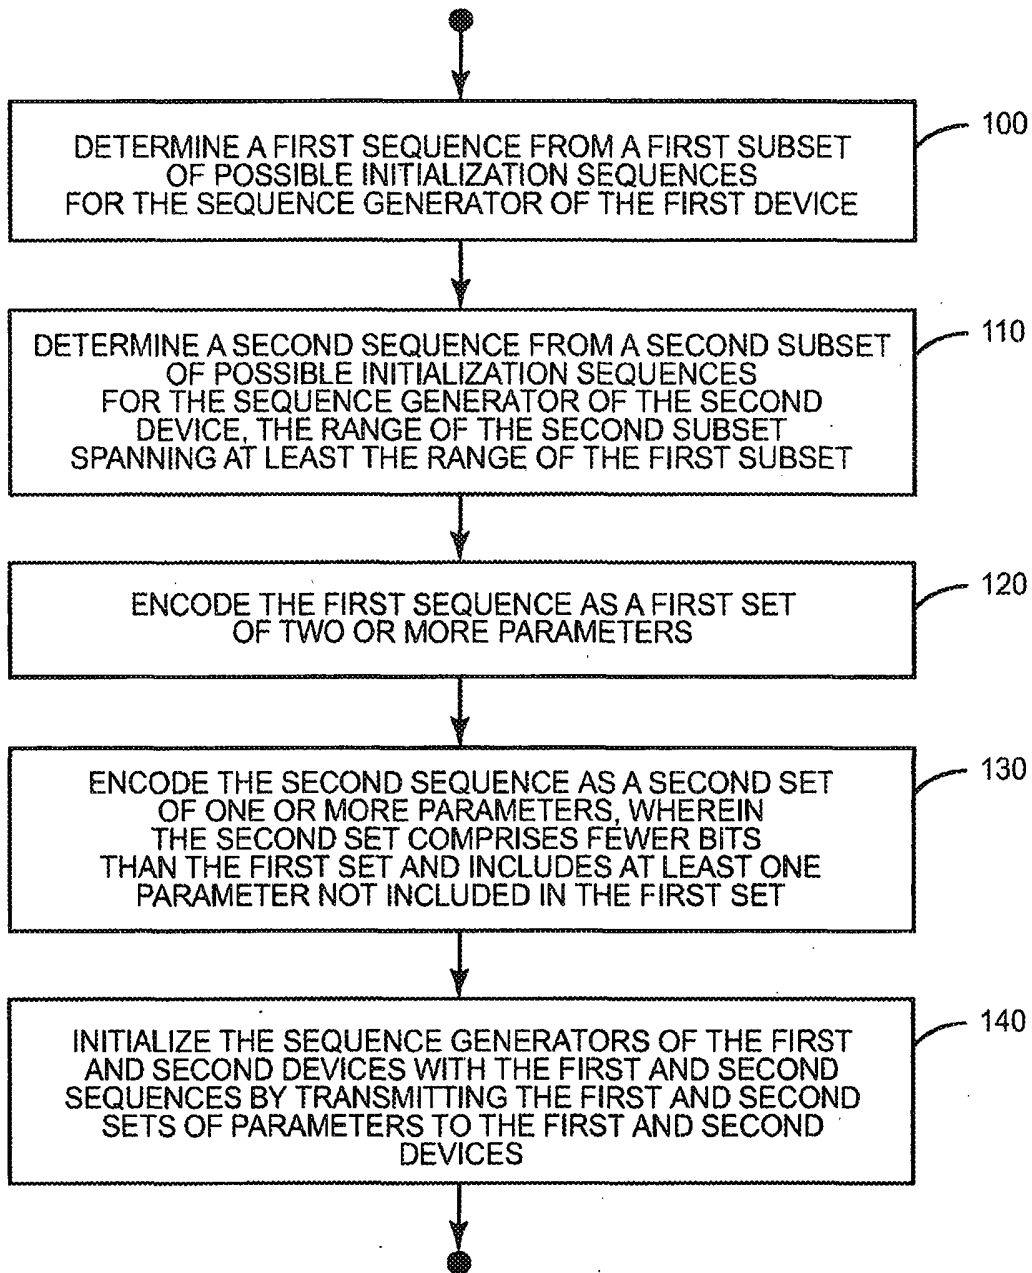 DETERMINE A FIRST SEQUENCE FROM A FIRST SUBSET
OF POSSIBLE INITIALIZATION SEQUENCES
FOR THE SEQUENCE GENERATOR OF THE FIRST DEVICE
100
DETERMINE A SECOND SEQUENCE FROM A SECOND SUBSET
OF POSSIBLE INITIALIZATION SEQUENCES
FOR THE SEQUENCE GENERATOR OF THE SECOND
DEVICE, THE RANGE OF THE SECOND SUBSET
SPANNING AT LEAST THE RANGE OF THE FIRST SUBSET
110
ENCODE THE FIRST SEQUENCE AS A FIRST SET
OF TWO OR MORE PARAMETERS
120
ENCODE THE SECOND SEQUENCE AS A SECOND SET
OF ONE OR MORE PARAMETERS, WHEREIN
THE SECOND SET COMPRISES FEWER BITS
THAN THE FIRST SET AND INCLUDES AT LEAST ONE
PARAMETER NOT INCLUDED IN THE FIRST SET
130
INITIALIZE THE SEQUENCE GENERATORS OF THE FIRST
AND SECOND DEVICES WITH THE FIRST AND SECOND
SEQUENCES BY TRANSMITTING THE FIRST AND SECOND
SETS OF PARAMETERS TO THE FIRST AND SECOND
DEVICES
140